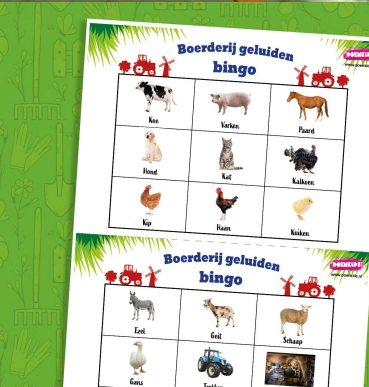 Boerderij geluiden
bingo
Koe
Varken
Paard
Hond
Kat
Kalkoen
Kip
Haan
Kuiken
Boerderij geluiden
bingo
DOENKIDS!
Ezel
Geit
Schaap
Gans